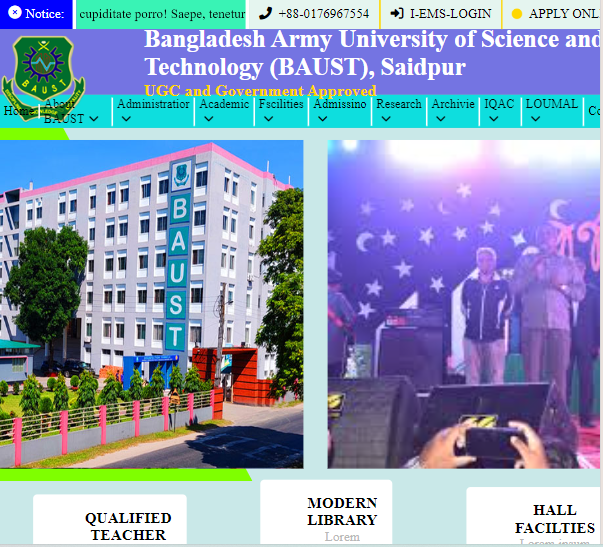 Notice: cupiditate porro! Saepe, tenetur +88-0176967554 I-EMS-LOGIN APPLY ONL
Bangladesh Army University of Science and
Technology (BAUST), Saidpur
UGC and Government Approved
Home About BAUST Administratior Academic Fscilities Admissino Research Archivie IQAC LOUMAL Co
BAUST
BAUST
QUALIFIED
TEACHER
MODERN
LIBRARY
Lorem
HALL
FACILTIES
Lorem ipsum